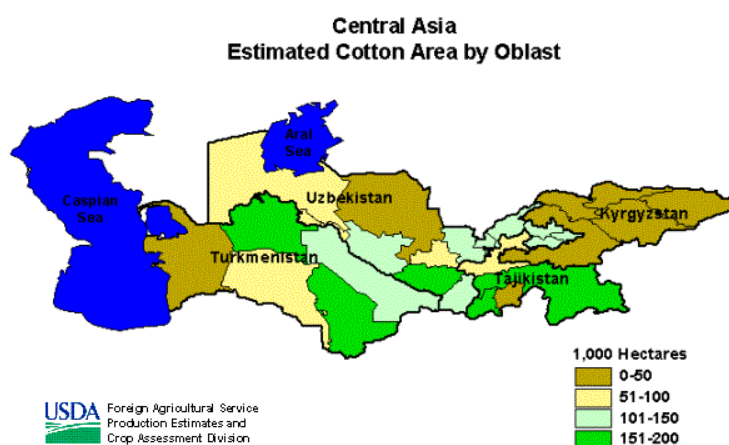 Central Asia
Estimated Cotton Area by Oblast
Aral
Sea
Caspian
Sea
Uzbekistan
Kyrgyzstan
Turkmenistan
Tajikistan
1,000 Hectares
0-50
51-100
101-150
151-200
USDA Foreign Agricultural Service
Production Estimates and
Crop Assessment Division